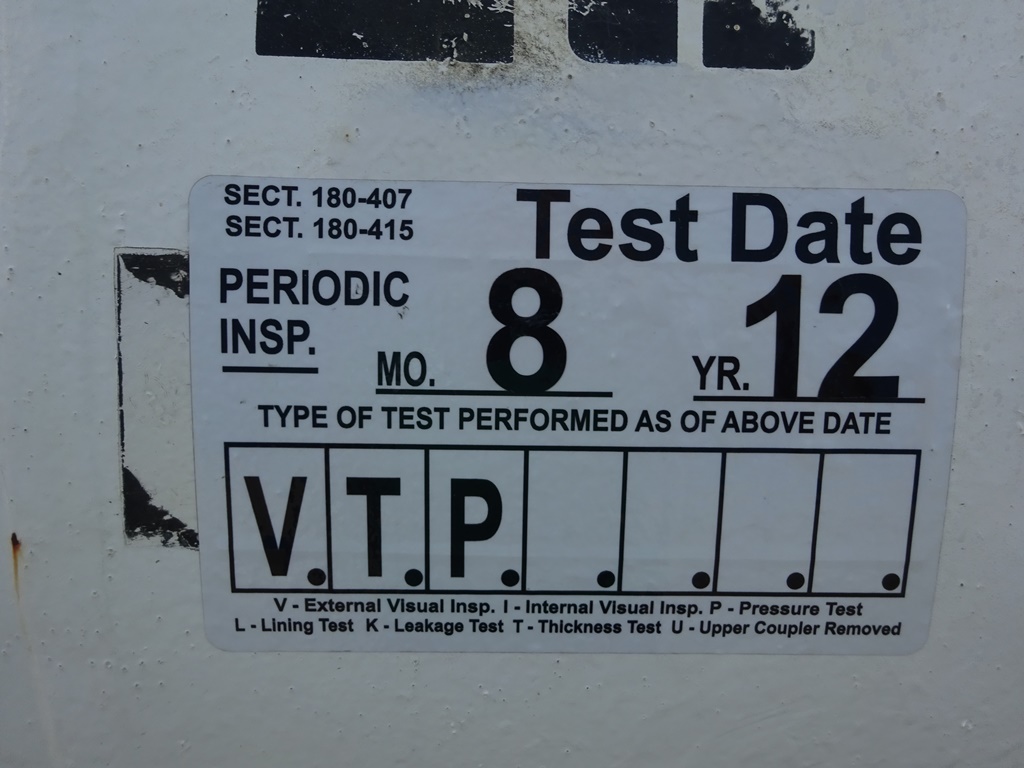 SECT. 180-407
SECT. 180-415
Test Date
PERIODIC
INSP.
MO. 8 YR. 12
TYPE OF TEST PERFORMED AS OF ABOVE DATE
V. T. P. . . . .
V - External Visual Insp. I - Internal Visual Insp. P - Pressure Test
L - Lining Test K - Leakage Test T - Thickness Test U - Upper Coupler Removed